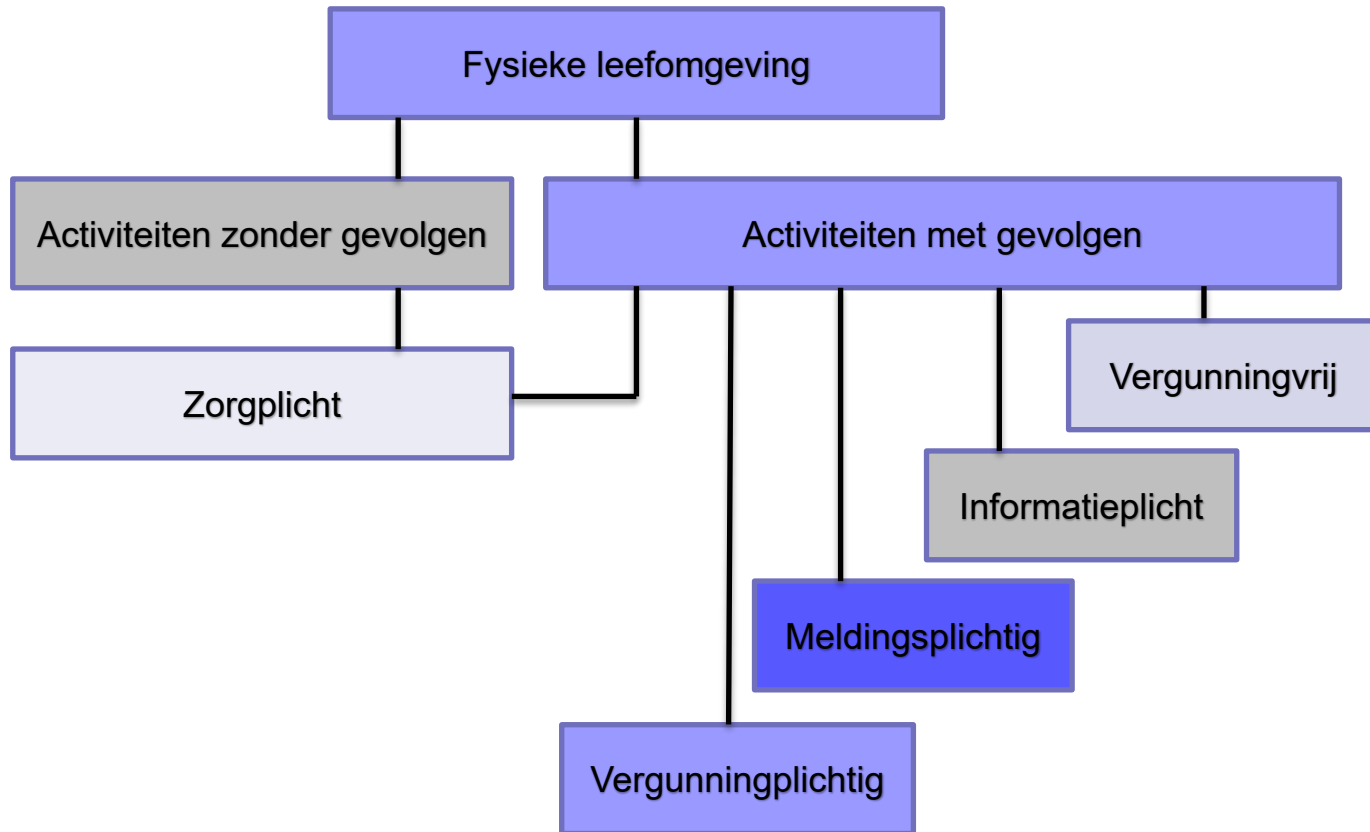 Fysieke leefomgeving
Activiteiten zonder gevolgen
Activiteiten met gevolgen
Zorgplicht
Vergunningvrij
Informatieplicht
Meldingsplichtig
Vergunningplichtig